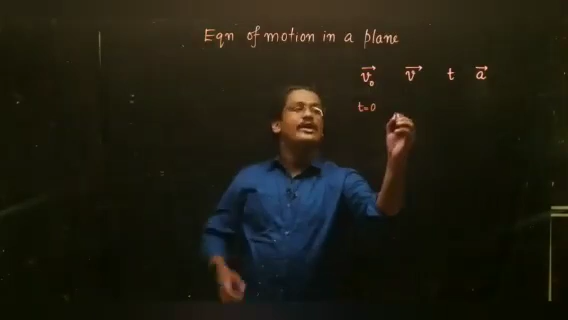 Eqn of motion in a plane
v⃗₀ v⃗ t a⃗
t=0